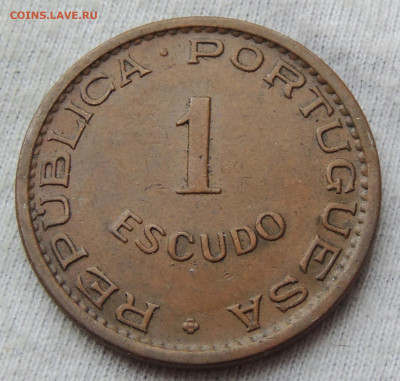 COINS.LAVE.RU
REPUBLICA · PORTUGUESA
1
ESCUDO